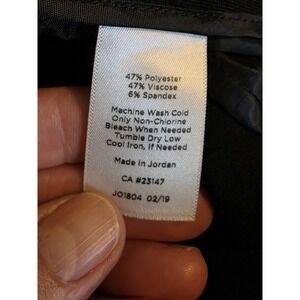 47% Polyester
47% Viscose
6% Spandex
Machine Wash Cold
Only Non-Chlorine
Bleach When Needed
Tumble Dry Low
Cool Iron, If Needed
Made in Jordan
CA #23147
JO1804 02/19